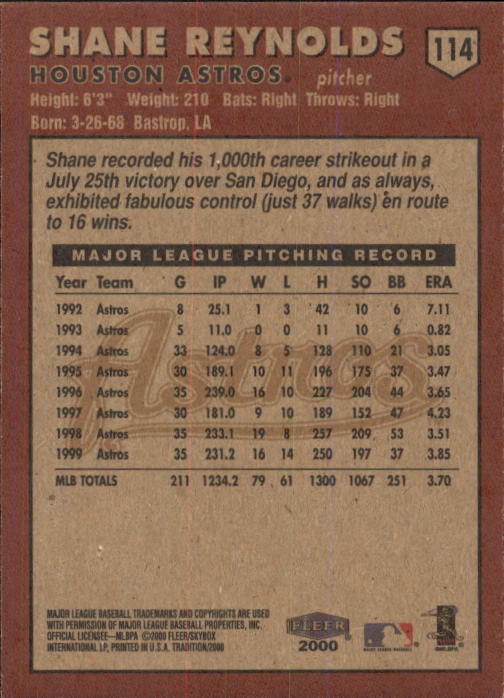 SHANE REYNOLDS
114
HOUSTON ASTROS® pitcher
Height: 6'3" Weight: 210 Bats: Right Throws: Right
Born: 3-26-68 Bastrop, LA
Shane recorded his 1,000th career strikeout in a
July 25th victory over San Diego, and as always,
exhibited fabulous control (just 37 walks) en route
to 16 wins.
MAJOR LEAGUE PITCHING RECORD
Year Team G IP W L H SO BB ERA
1992 Astros 8 25.1 1 3 42 10 6 7.11
1993 Astros 5 11.0 0 0 11 10 6 0.82
1994 Astros 33 124.0 8 5 128 110 21 3.05
1995 Astros 30 189.1 10 11 196 175 37 3.47
1996 Astros 35 239.0 16 10 227 204 44 3.65
1997 Astros 30 181.0 9 10 189 152 47 4.23
1998 Astros 35 233.1 19 8 257 209 53 3.51
1999 Astros 35 231.2 16 14 250 197 37 3.85
MLB TOTALS 211 1234.2 79 61 1300 1067 251 3.70
Astros
MAJOR LEAGUE BASEBALL TRADEMARKS AND COPYRIGHTS ARE USED
WITH PERMISSION OF MAJOR LEAGUE BASEBALL PROPERTIES, INC.
OFFICIAL LICENSEE—MLBPA ©2000 FLEER/SKYBOX
INTERNATIONAL LP, PRINTED IN U.S.A. TRADITION/2000
FLEER
2000
MAJOR LEAGUE BASEBALL
©MLBPA